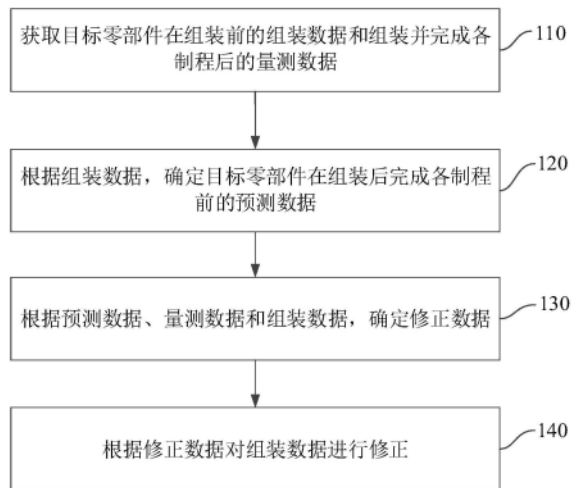 获取目标零部件在组装前的组装数据和组装并完成各
制程后的量测数据
110
根据组装数据，确定目标零部件在组装后完成各制程
前的预测数据
120
根据预测数据、量测数据和组装数据，确定修正数据
130
根据修正数据对组装数据进行修正
140